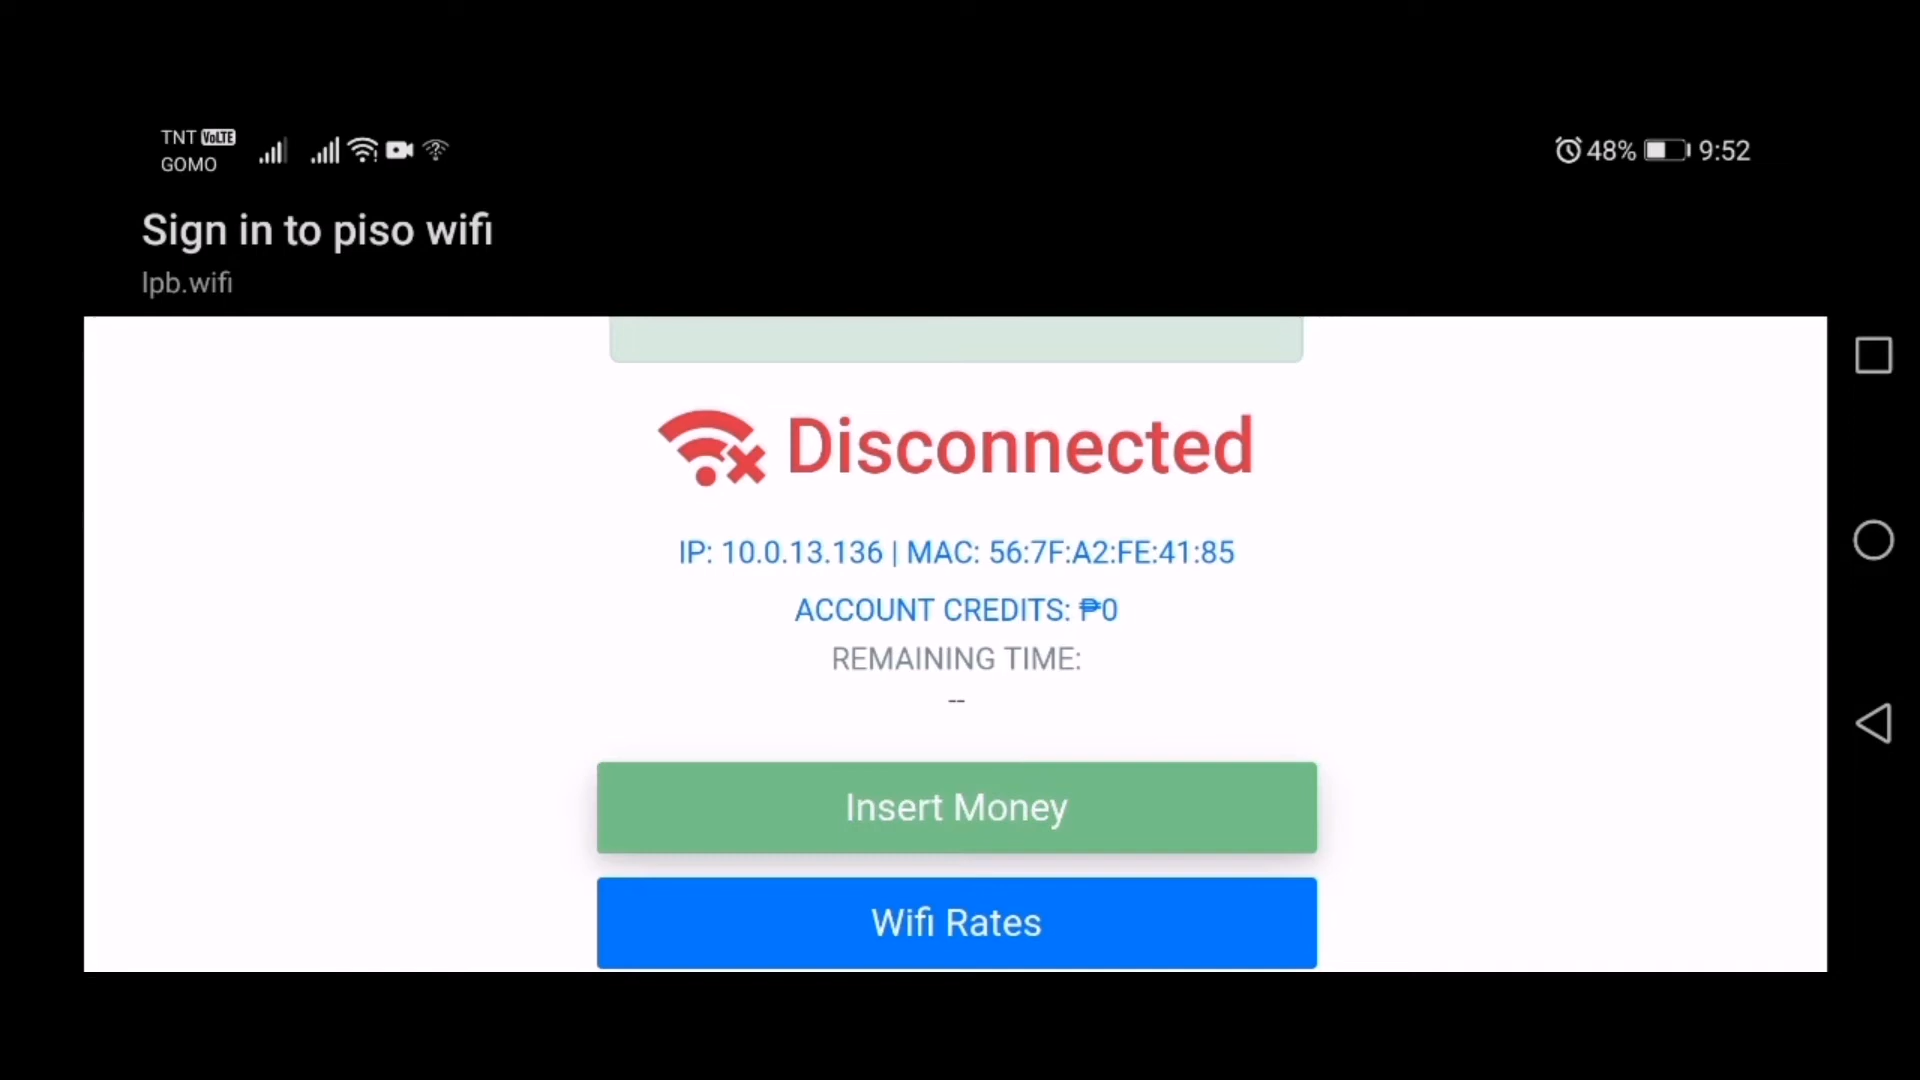 TNT VoLTE
GOMO
48% 9:52
Sign in to piso wifi
lpb.wifi
Disconnected
IP: 10.0.13.136 | MAC: 56:7F:A2:FE:41:85
ACCOUNT CREDITS: ₱0
REMAINING TIME:
--
Insert Money
Wifi Rates